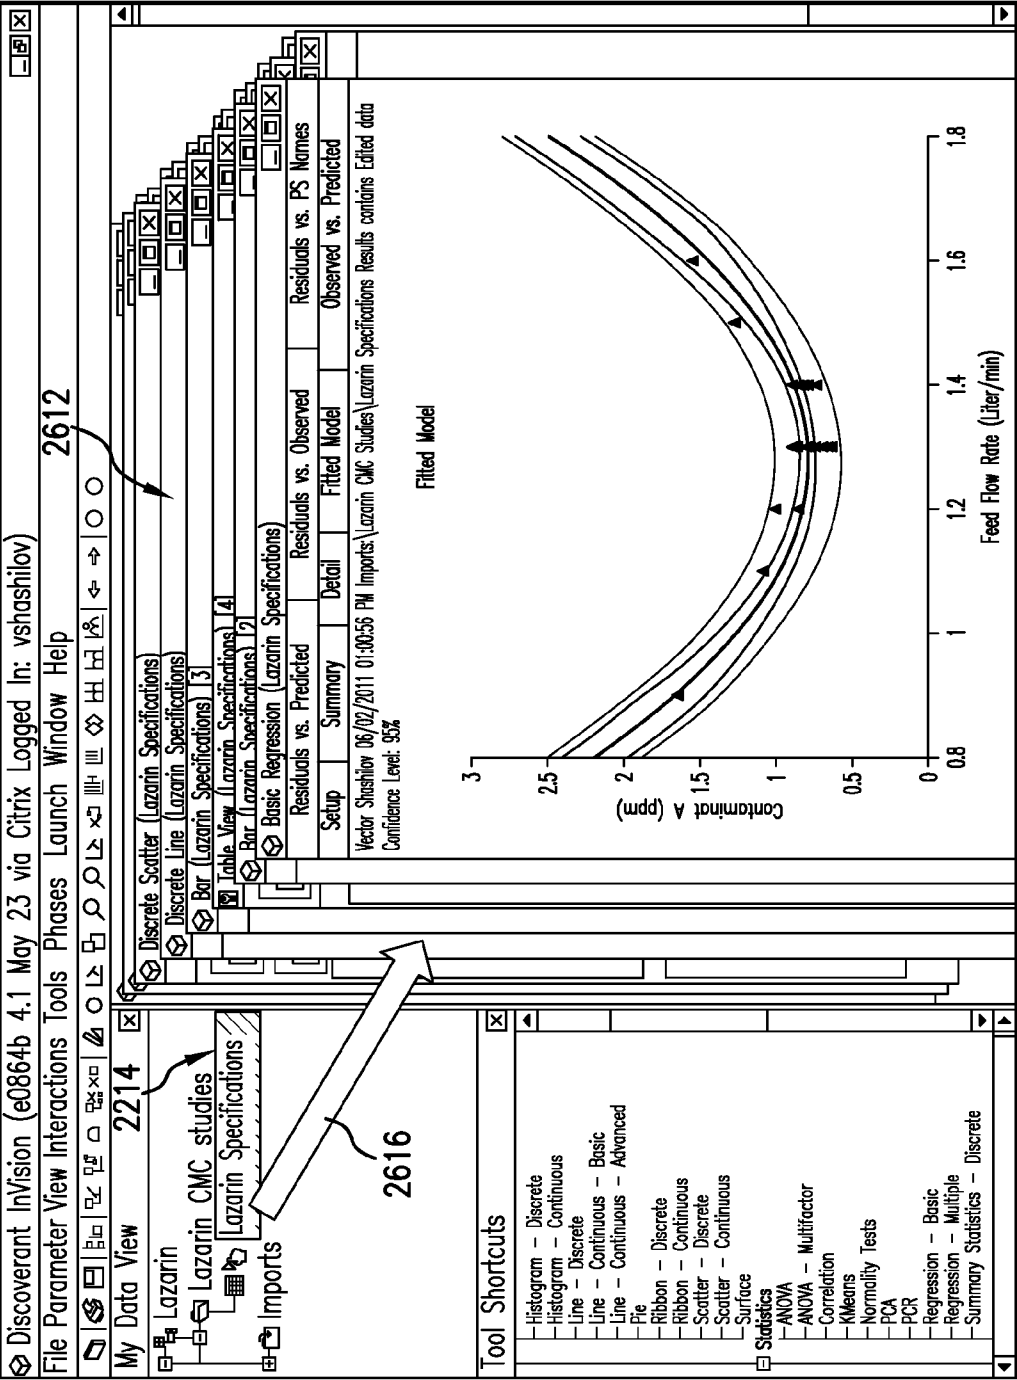 Discoverant InVision (e0864b 4.1 May 23 via Citrix Logged In: vshashilov)
File Parameter View Interactions Tools Phases Launch Window Help
My Data View
2214
Lazarin
Lazarin CMC studies
Lazarin Specifications
Imports
2616
Tool Shortcuts
Histogram – Discrete
Histogram – Continuous
Line – Discrete
Line – Continuous – Basic
Line – Continuous – Advanced
Pie
Ribbon – Discrete
Ribbon – Continuous
Scatter – Discrete
Scatter – Continuous
Surface
Statistics
ANOVA
ANOVA – Multifactor
Correlation
KMeans
Normality Tests
PCA
PCR
Regression – Basic
Regression – Multiple
Summary Statistics – Discrete
2612
Discrete Scatter (Lazarin Specifications)
Discrete Line (Lazarin Specifications)
Bar (Lazarin Specifications) [3]
Table View (Lazarin Specifications) [4]
Bar (Lazarin Specifications) [2]
Basic Regression (Lazarin Specifications)
Residuals vs. Predicted Residuals vs. Observed Residuals vs. PS Names
Setup Summary Detail Fitted Model Observed vs. Predicted
Vector Shashilov 06/02/2011 01:00:56 PM Imports:\Lazarin CMC Studies\Lazarin Specifications Results contains Edited data
Confidence Level: 95%
Fitted Model
Contaminat A (ppm)
3
2.5
2
1.5
1
0.5
0
0.8 1 1.2 1.4 1.6 1.8
Feed Flow Rate (Liter/min)